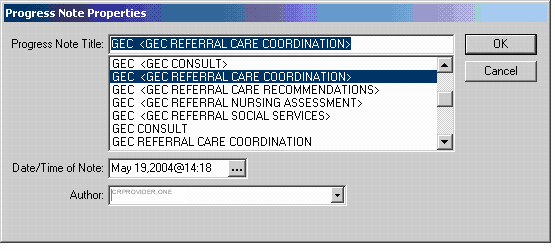 Progress Note Properties
Progress Note Title: GEC <GEC REFERRAL CARE COORDINATION> OK
GEC <GEC CONSULT> Cancel
GEC <GEC REFERRAL CARE COORDINATION>
GEC <GEC REFERRAL CARE RECOMMENDATIONS>
GEC <GEC REFERRAL NURSING ASSESSMENT>
GEC <GEC REFERRAL SOCIAL SERVICES>
GEC CONSULT
GEC REFERRAL CARE COORDINATION
Date/Time of Note: May 19,2004@14:18 ...
Author: CRPROVIDER,ONE